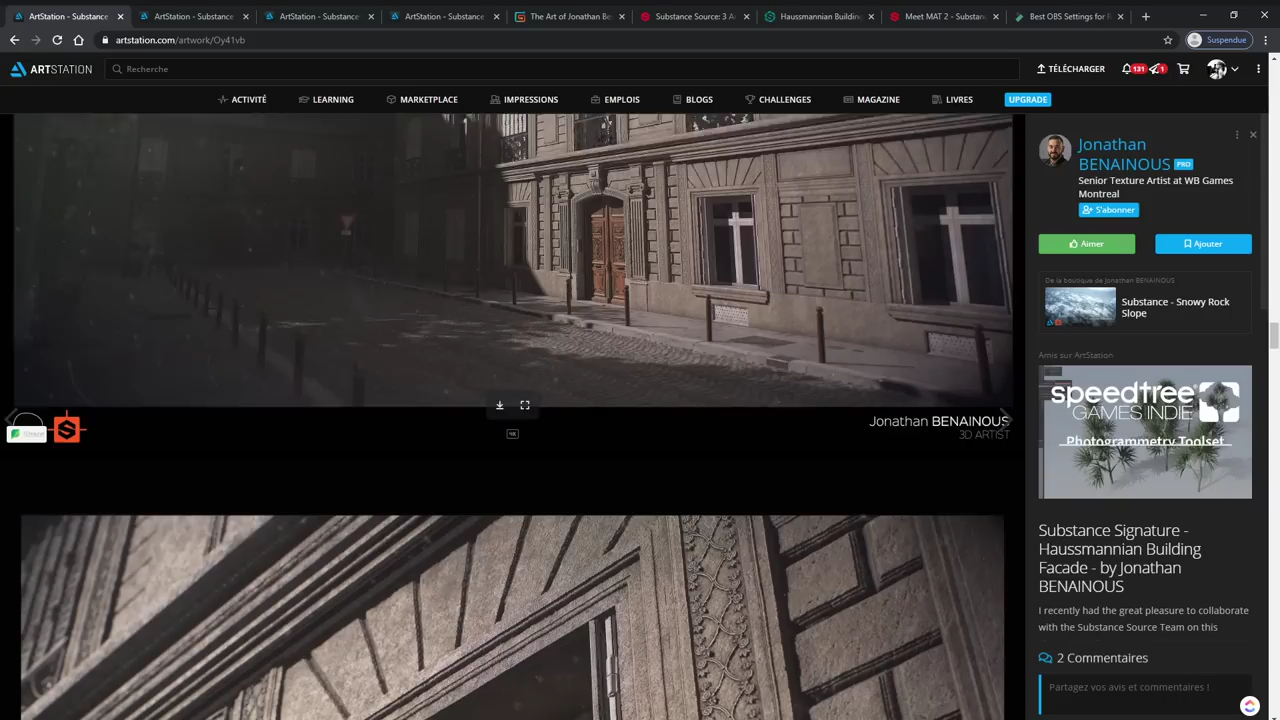 ArtStation - Substance
ArtStation - Substance
ArtStation - Substance
ArtStation - Substance
The Art of Jonathan Be
Substance Source: 3 A
Haussmannian Building
Meet MAT 2 - Substan
Best OBS Settings for
artstation.com/artwork/Oy41vb
Suspendue
ARTSTATION
Recherche
TÉLÉCHARGER
131
1
ACTIVITÉ
LEARNING
MARKETPLACE
IMPRESSIONS
EMPLOIS
BLOGS
CHALLENGES
MAGAZINE
LIVRES
UPGRADE
Jonathan
BENAINOUS PRO
Senior Texture Artist at WB Games
Montreal
S'abonner
Aimer
Ajouter
De la boutique de Jonathan BENAINOUS
Substance - Snowy Rock
Slope
Amis sur ArtStation
speedtree
GAMES INDIE
Photogrammetry Toolset
Jonathan BENAINOUS
3D ARTIST
4K
Substance Signature -
Haussmannian Building
Facade - by Jonathan
BENAINOUS
I recently had the great pleasure to collaborate
with the Substance Source Team on this
2 Commentaires
Partagez vos avis et commentaires !